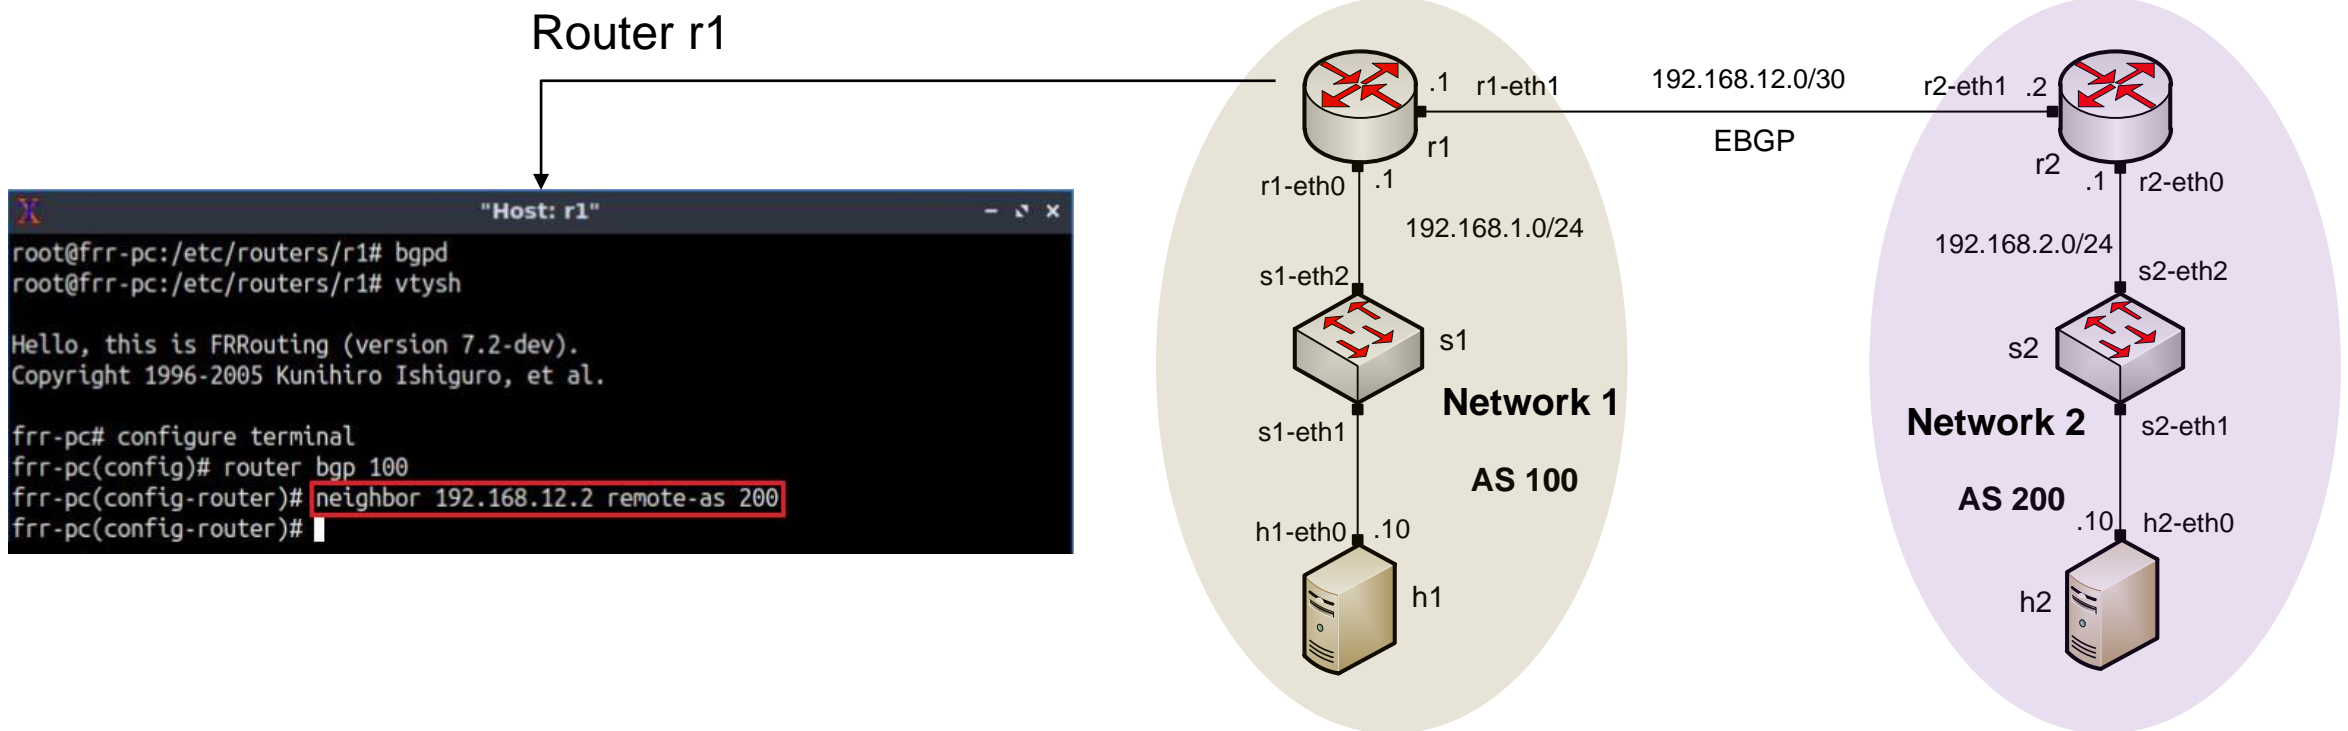 Router r1
"Host: r1"
root@frr-pc:/etc/routers/r1# bgpd
root@frr-pc:/etc/routers/r1# vtysh
Hello, this is FRRouting (version 7.2-dev).
Copyright 1996-2005 Kunihiro Ishiguro, et al.
frr-pc# configure terminal
frr-pc(config)# router bgp 100
frr-pc(config-router)# neighbor 192.168.12.2 remote-as 200
frr-pc(config-router)#
.1 r1-eth1 192.168.12.0/30 r2-eth1 .2
EBGP
r1
r2
r1-eth0 .1
.1 r2-eth0
192.168.1.0/24
192.168.2.0/24
s1-eth2
s2-eth2
s1
s2
Network 1
Network 2
s1-eth1
s2-eth1
AS 100
AS 200
h1-eth0 .10
.10 h2-eth0
h1
h2